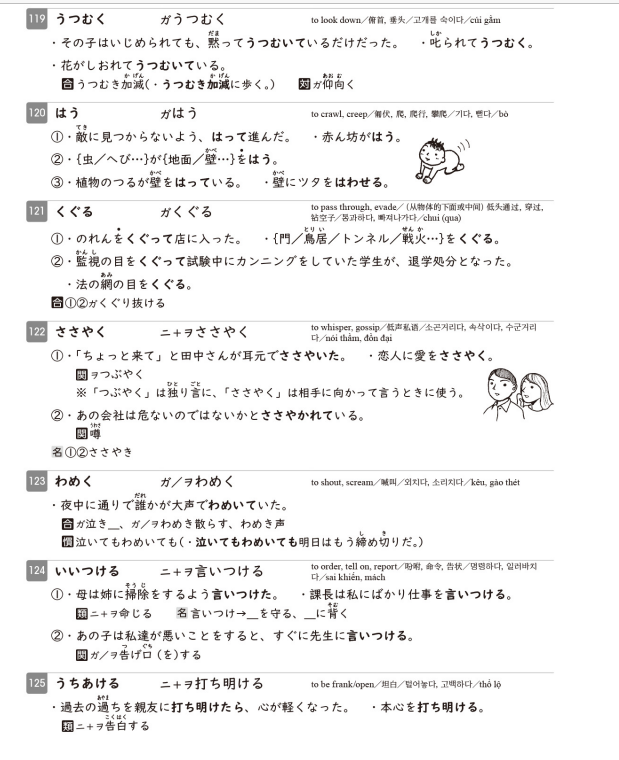 119 うつむく ガうつむく to look down／俯首, 垂头／고개를 숙이다／cúi gằm
・その子はいじめられても、黙ってうつむいているだけだった。 ・叱られてうつむく。
・花がしおれてうつむいている。
合うつむき加減(・うつむき加減に歩く。) 対ガ仰向く
120 はう ガはう to crawl, creep／匍伏, 爬, 爬行, 攀爬／기다, 뻗다／bò
①・敵に見つからないよう、はって進んだ。 ・赤ん坊がはう。
②・{虫／へび…}が{地面／壁…}をはう。
③・植物のつるが壁をはっている。 ・壁にツタをはわせる。
121 くぐる ガくぐる to pass through, evade／（从物体的下面或中间）低头通过, 穿过,
钻空子／통과하다, 빠져나가다／chui (qua)
①・のれんをくぐって店に入った。 ・{門／鳥居／トンネル／戦火…}をくぐる。
②・監視の目をくぐって試験中にカンニングをしていた学生が、退学処分となった。
・法の網の目をくぐる。
合①②ガくぐり抜ける
122 ささやく ニ+ヲささやく to whisper, gossip／低声私语／소곤거리다, 속삭이다, 수군거리
다／nói thầm, đồn đại
①・「ちょっと来て」と田中さんが耳元でささやいた。 ・恋人に愛をささやく。
関ヲつぶやく
※「つぶやく」は独り言に、「ささやく」は相手に向かって言うときに使う。
②・あの会社は危ないのではないかとささやかれている。
関噂
名①②ささやき
123 わめく ガ／ヲわめく to shout, scream／喊叫／외치다, 소리치다／kêu, gào thét
・夜中に通りで誰かが大声でわめいていた。
合ガ泣き＿、ガ／ヲわめき散らす、わめき声
慣泣いてもわめいても(・泣いてもわめいても明日はもう締め切りだ。)
124 いいつける ニ+ヲ言いつける to order, tell on, report／吩咐, 命令, 告状／명령하다, 일러바치
다／sai khiến, mách
①・母は姉に掃除をするよう言いつけた。 ・課長は私にばかり仕事を言いつける。
類ニ+ヲ命じる 名言いつけ→＿を守る、＿に背く
②・あの子は私達が悪いことをすると、すぐに先生に言いつける。
関ガ／ヲ告げ口（を)する
125 うちあける ニ+ヲ打ち明ける to be frank/open／坦白／털어놓다, 고백하다／thổ lộ
・過去の過ちを親友に打ち明けたら、心が軽くなった。 ・本心を打ち明ける。
類ニ+ヲ告白する